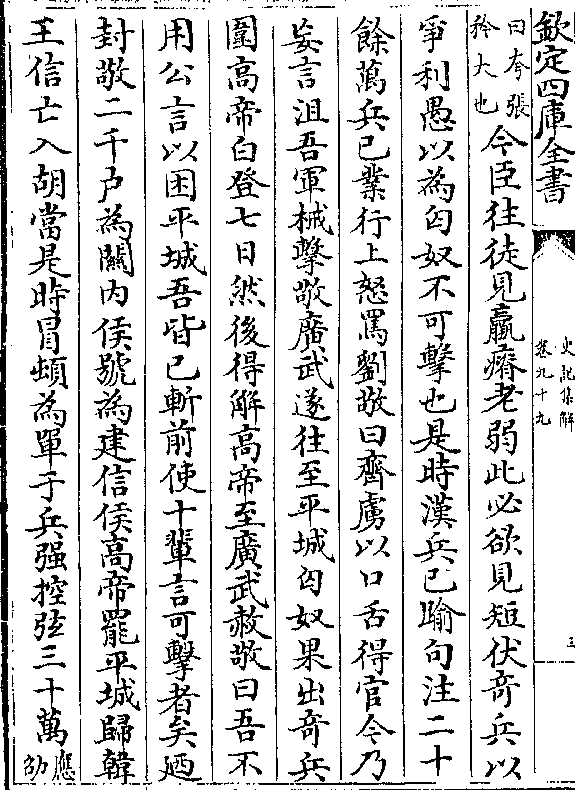 欽定四庫全書
史記集解
卷九十九
三
曰夸張
矜大也
今臣往徒見羸瘠老弱此必欲見短伏奇兵以
爭利愚以為匈奴不可擊也是時漢兵已踰句注二十
餘萬兵已業行上怒罵劉敬曰齊虜以口舌得官今乃
妄言沮吾軍械擊敬廣武遂往至平城匈奴果出奇兵
圍高帝白登七日然後得解高帝至廣武赦敬曰吾不
用公言以困平城吾皆已斬前使十輩言可擊者矣廼
封敬二千戸為關内侯號為建信侯高帝罷平城歸韓
王信亡入胡當是時冒頓為單于兵强控弦三十萬
應
劭